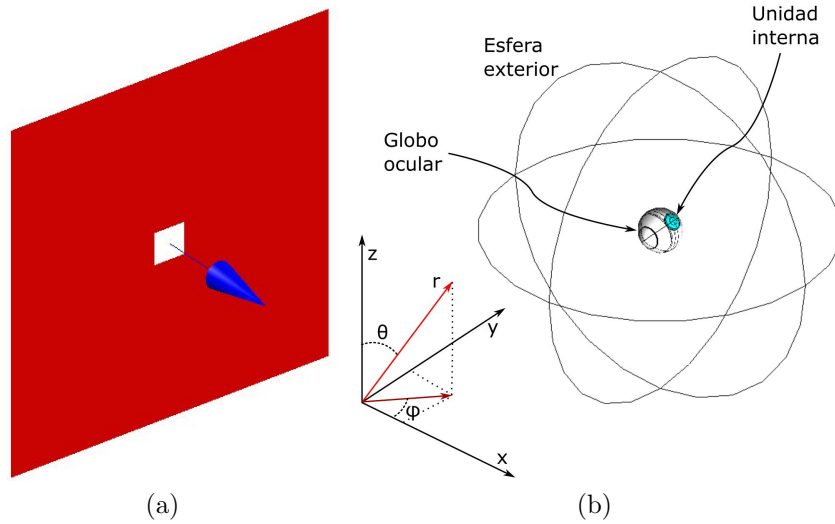 Unidad
interna
Esfera
exterior
Globo
ocular
z
r
θ
y
φ
x
(a)
(b)